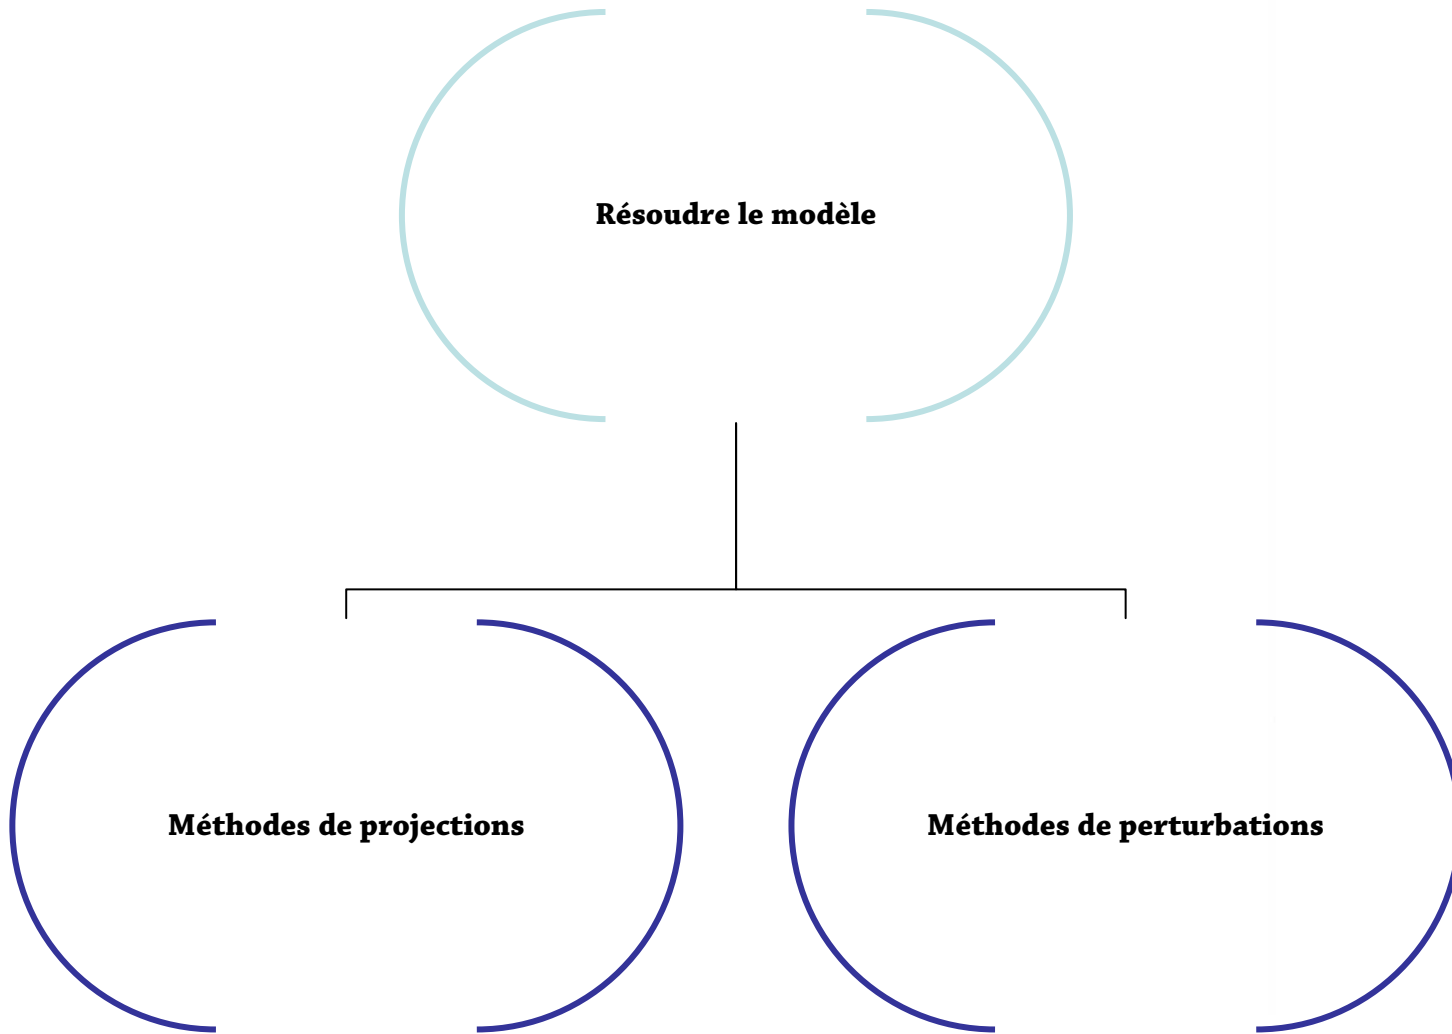 Résoudre le modèle
Méthodes de projections
Méthodes de perturbations